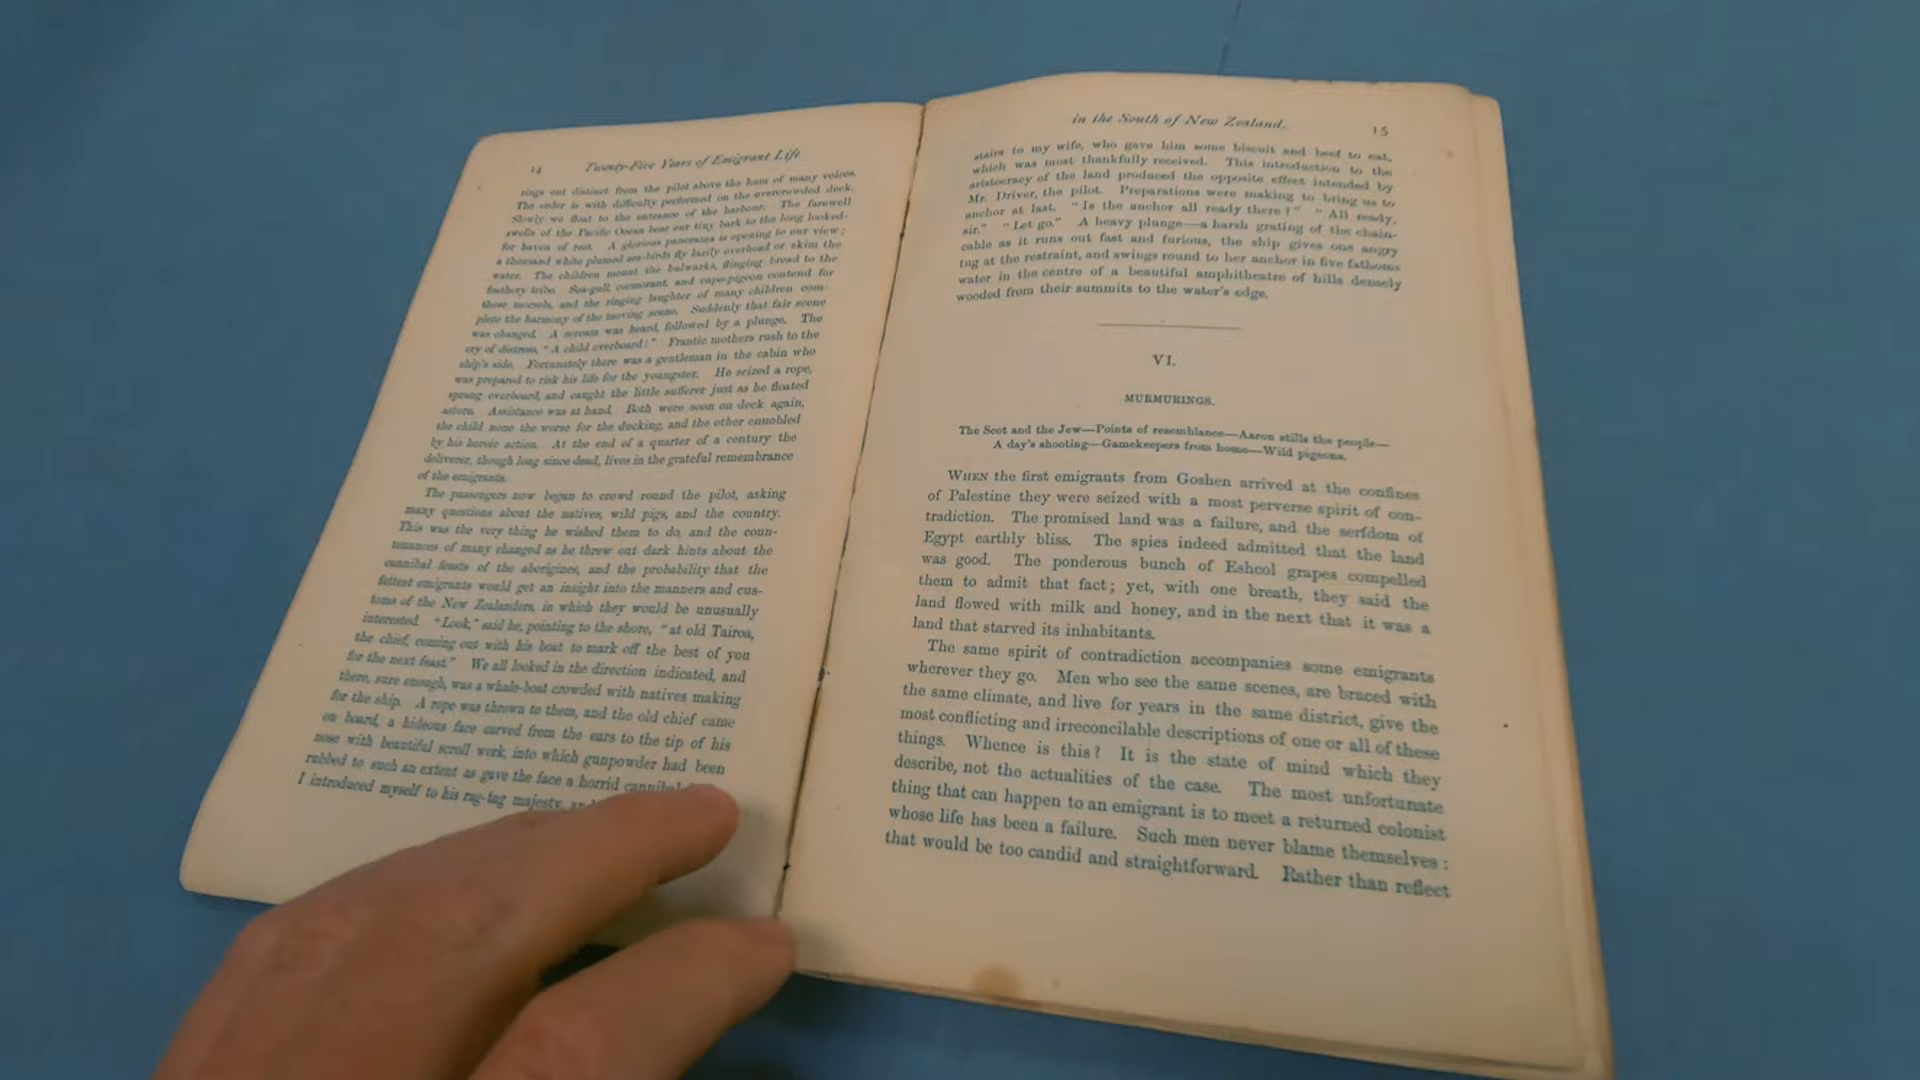 14 Twenty-Five Years of Emigrant Life
rings out distinct from the pilot above the hum of many voices.
The order is with difficulty performed on the overcrowded deck.
Slowly we float to the entrance of the harbour. The farewell
swells of the Pacific Ocean bear our tiny bark to the long looked-
for haven of rest. A glorious panorama is opening to our view;
a thousand white plumed sea-birds fly lazily overhead or skim the
water. The children mount the bulwarks, flinging bread to the
feathery tribe. Sea-gull, cormorant, and cape-pigeon contend for
these morsels, and the ringing laughter of many children com-
plete the harmony of the moving scene. Suddenly that fair scene
was changed. A scream was heard, followed by a plunge. The
cry of distress, "A child overboard!" Frantic mothers rush to the
ship's side. Fortunately there was a gentleman in the cabin who
was prepared to risk his life for the youngster. He seized a rope,
sprang overboard, and caught the little sufferer just as he floated
astern. Assistance was at hand. Both were soon on deck again,
the child none the worse for the ducking, and the other ennobled
by his heroic action. At the end of a quarter of a century the
deliverer, though long since dead, lives in the grateful remembrance
of the emigrants.
The passengers now began to crowd round the pilot, asking
many questions about the natives, wild pigs, and the country.
This was the very thing he wished them to do, and the coun-
tenances of many changed as he threw out dark hints about the
cannibal feasts of the aborigines, and the probability that the
fattest emigrants would get an insight into the manners and cus-
toms of the New Zealanders, in which they would be unusually
interested. "Look," said he, pointing to the shore, "at old Tairoa,
the chief, coming out with his boat to mark off the best of you
for the next feast." We all looked in the direction indicated, and
there, sure enough, was a whale-boat crowded with natives making
for the ship. A rope was thrown to them, and the old chief came
on board, a hideous face carved from the ears to the tip of his
nose with beautiful scroll work, into which gunpowder had been
rubbed to such an extent as gave the face a horrid cannibal
I introduced myself to his rag-tag majesty,
in the South of New Zealand. 15
stairs to my wife, who gave him some biscuit and beef to eat,
which was most thankfully received. This introduction to the
aristocracy of the land produced the opposite effect intended by
Mr. Driver, the pilot. Preparations were making to bring us to
anchor at last. "Is the anchor all ready there?" "All ready,
sir." "Let go." A heavy plunge—a harsh grating of the chain-
cable as it runs out fast and furious, the ship gives one angry
tug at the restraint, and swings round to her anchor in five fathoms
water in the centre of a beautiful amphitheatre of hills densely
wooded from their summits to the water's edge.
VI.
MURMURINGS.
The Scot and the Jew—Points of resemblance—Aaron stills the people—
A day's shooting—Gamekeepers from home—Wild pigeons.
WHEN the first emigrants from Goshen arrived at the confines
of Palestine they were seized with a most perverse spirit of con-
tradiction. The promised land was a failure, and the serfdom of
Egypt earthly bliss. The spies indeed admitted that the land
was good. The ponderous bunch of Eshcol grapes compelled
them to admit that fact; yet, with one breath, they said the
land flowed with milk and honey, and in the next that it was a
land that starved its inhabitants.
The same spirit of contradiction accompanies some emigrants
wherever they go. Men who see the same scenes, are braced with
the same climate, and live for years in the same district, give the
most conflicting and irreconcilable descriptions of one or all of these
things. Whence is this? It is the state of mind which they
describe, not the actualities of the case. The most unfortunate
thing that can happen to an emigrant is to meet a returned colonist
whose life has been a failure. Such men never blame themselves:
that would be too candid and straightforward. Rather than reflect